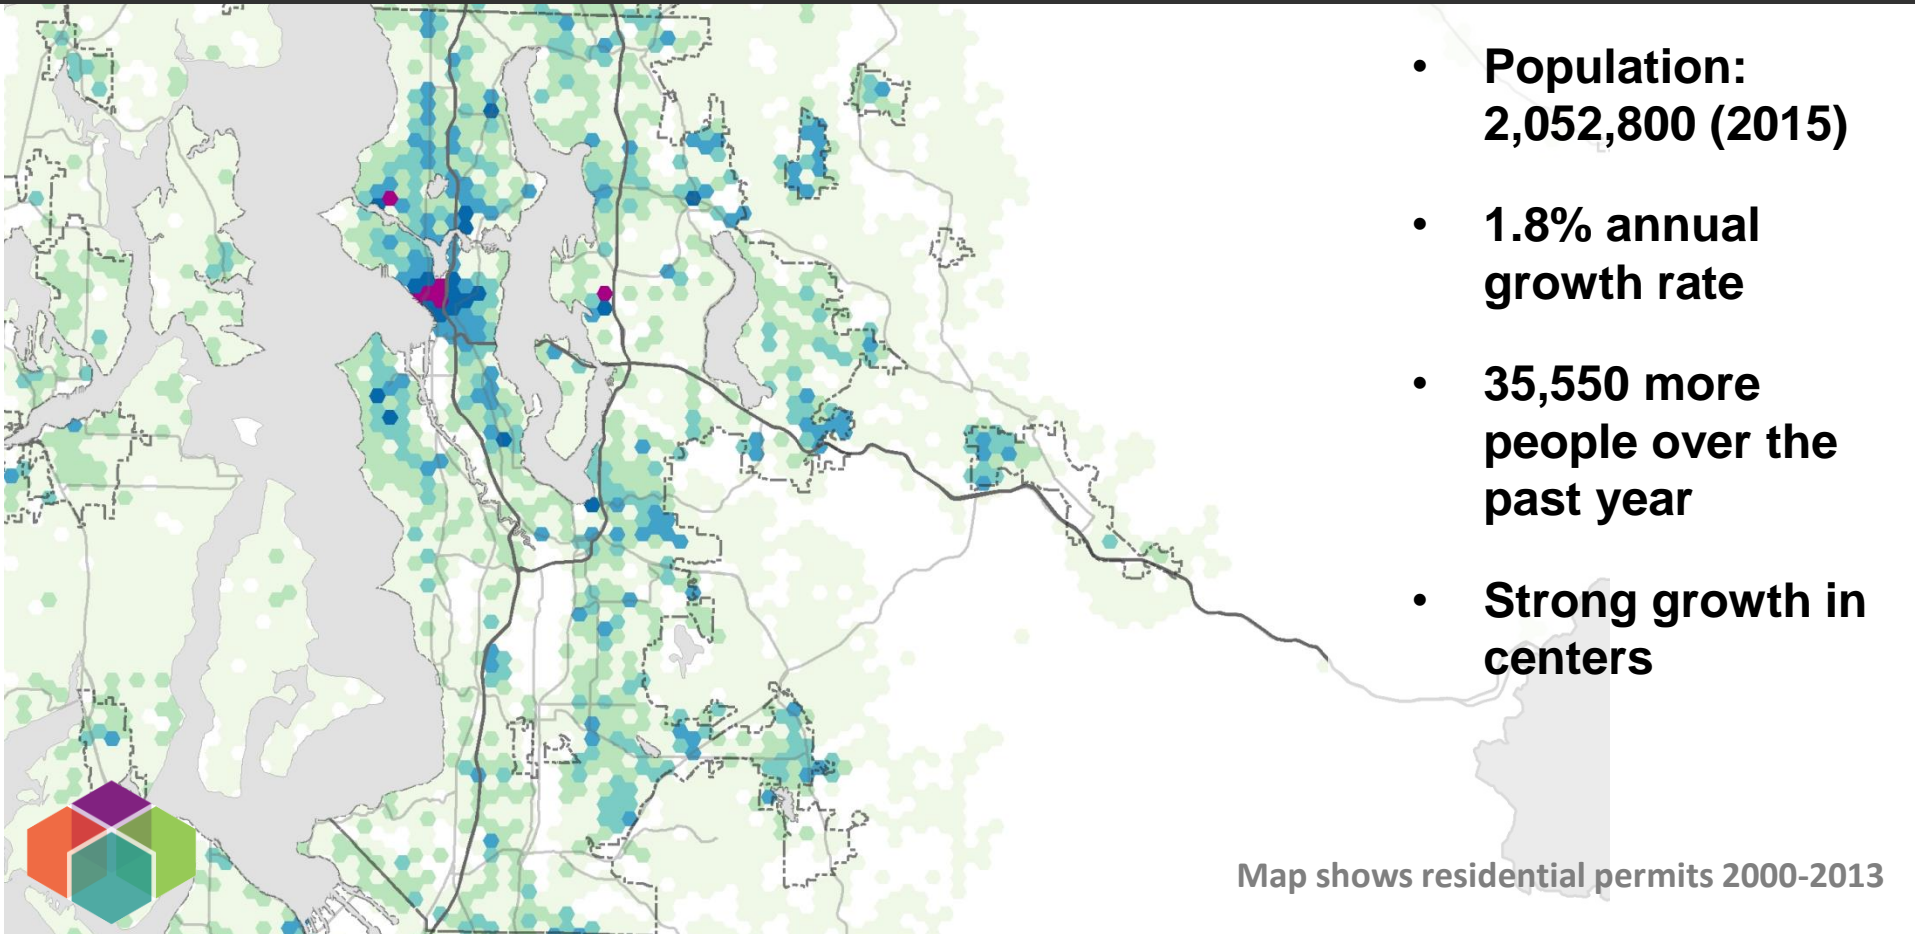 • Population:
2,052,800 (2015)
• 1.8% annual
growth rate
• 35,550 more
people over the
past year
• Strong growth in
centers
Map shows residential permits 2000-2013